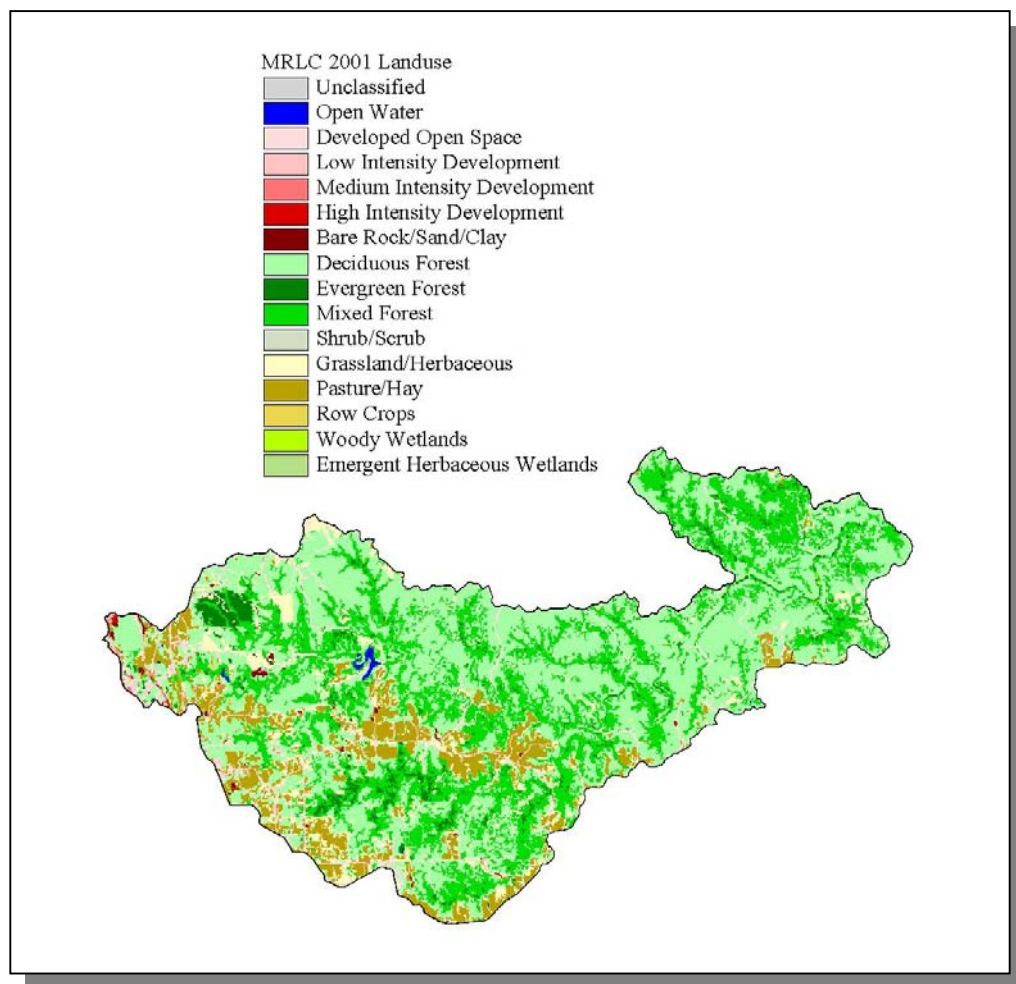 MRLC 2001 Landuse
Unclassified
Open Water
Developed Open Space
Low Intensity Development
Medium Intensity Development
High Intensity Development
Bare Rock/Sand/Clay
Deciduous Forest
Evergreen Forest
Mixed Forest
Shrub/Scrub
Grassland/Herbaceous
Pasture/Hay
Row Crops
Woody Wetlands
Emergent Herbaceous Wetlands